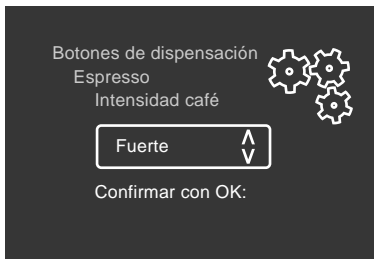 Botones de dispensación
Espresso
Intensidad café
Fuerte
Confirmar con OK: